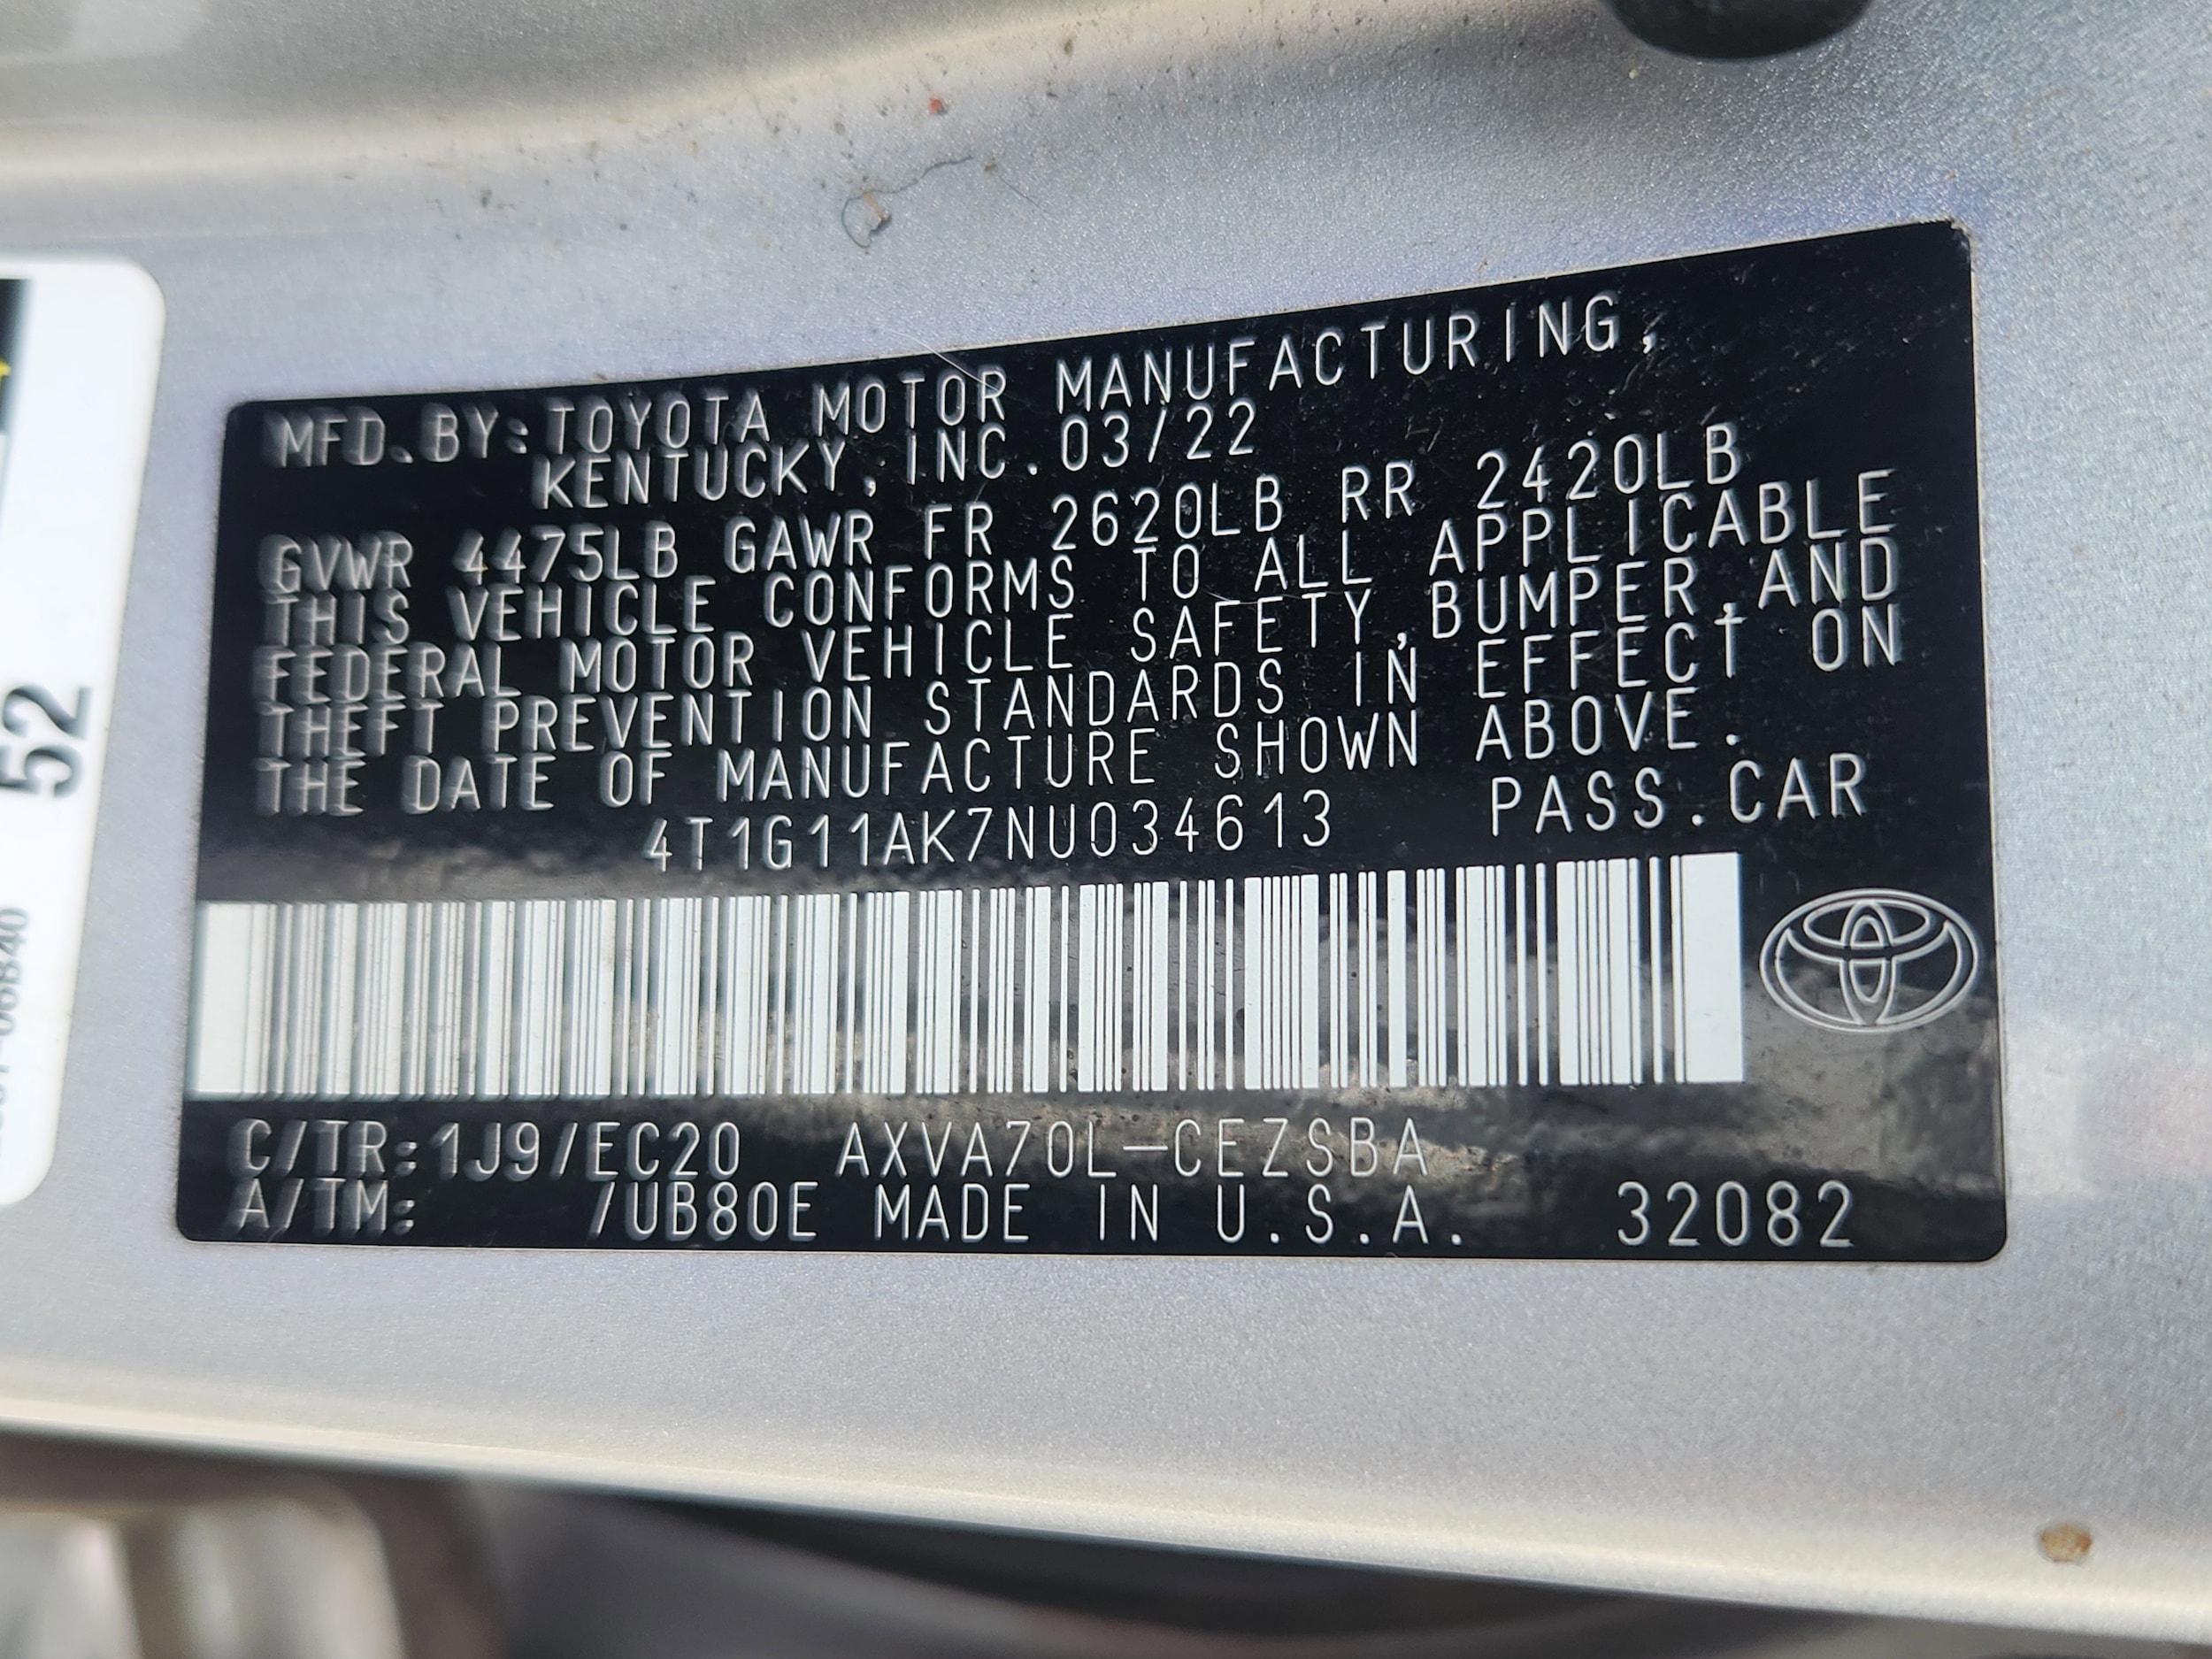 MFD.BY:TOYOTA MOTOR MANUFACTURING,
KENTUCKY, INC. 03/22
GVWR 4475LB GAWR FR 2620LB RR 2420LB
THIS VEHICLE CONFORMS TO ALL APPLICABLE
FEDERAL MOTOR VEHICLE SAFETY,BUMPER,AND
THEFT PREVENTION STANDARDS IN EFFECT ON
THE DATE OF MANUFACTURE SHOWN ABOVE.
4T1G11AK7NU034613 PASS.CAR
C/TR:1J9/EC20 AXVA70L-CEZSBA
A/TM: /UB80E MADE IN U.S.A. 32082
52